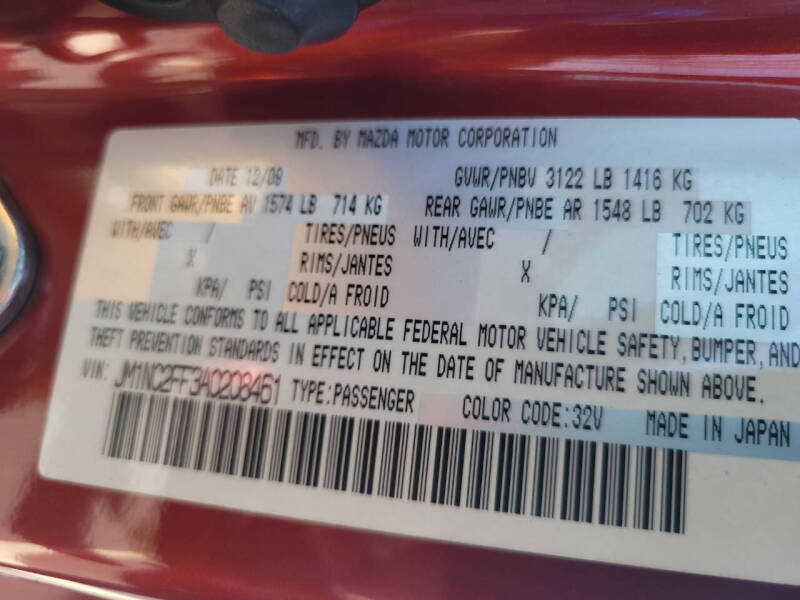 MFD. BY MAZDA MOTOR CORPORATION
DATE 12/09 GVWR/PNBV 3122 LB 1416 KG
FRONT GAWR/PNBE AV 1574 LB 714 KG REAR GAWR/PNBE AR 1548 LB 702 KG
WITH/AVEC / TIRES/PNEUS WITH/AVEC / TIRES/PNEUS
X RIMS/JANTES X RIMS/JANTES
KPA/ PSI COLD/A FROID KPA/ PSI COLD/A FROID
THIS VEHICLE CONFORMS TO ALL APPLICABLE FEDERAL MOTOR VEHICLE SAFETY, BUMPER, AND
THEFT PREVENTION STANDARDS IN EFFECT ON THE DATE OF MANUFACTURE SHOWN ABOVE.
VIN: JM1NC2FF3A0208461 TYPE:PASSENGER COLOR CODE:32V MADE IN JAPAN